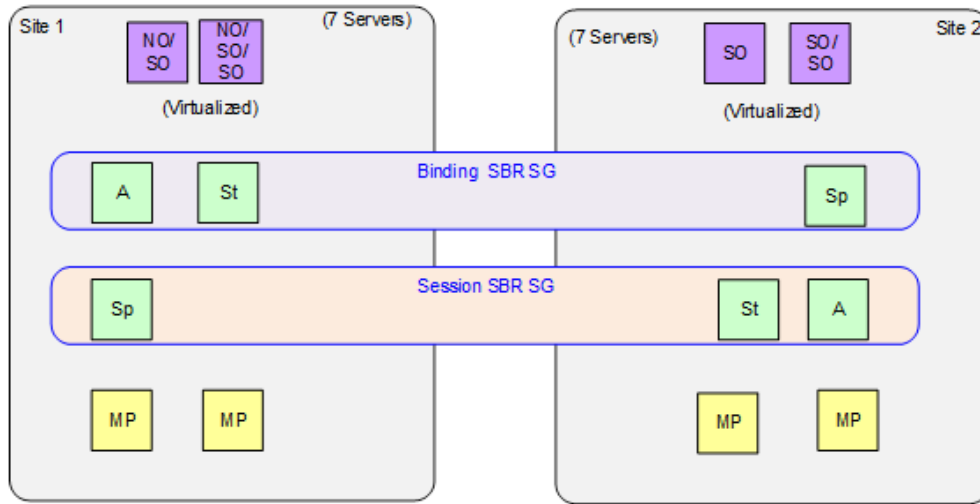 Site 1
(7 Servers)
NO/
SO
NO/
SO/
SO
(Virtualized)
(7 Servers)
Site 2
SO
SO/
SO
(Virtualized)
Binding SBR SG
A
St
Sp
Session SBR SG
Sp
St
A
MP
MP
MP
MP